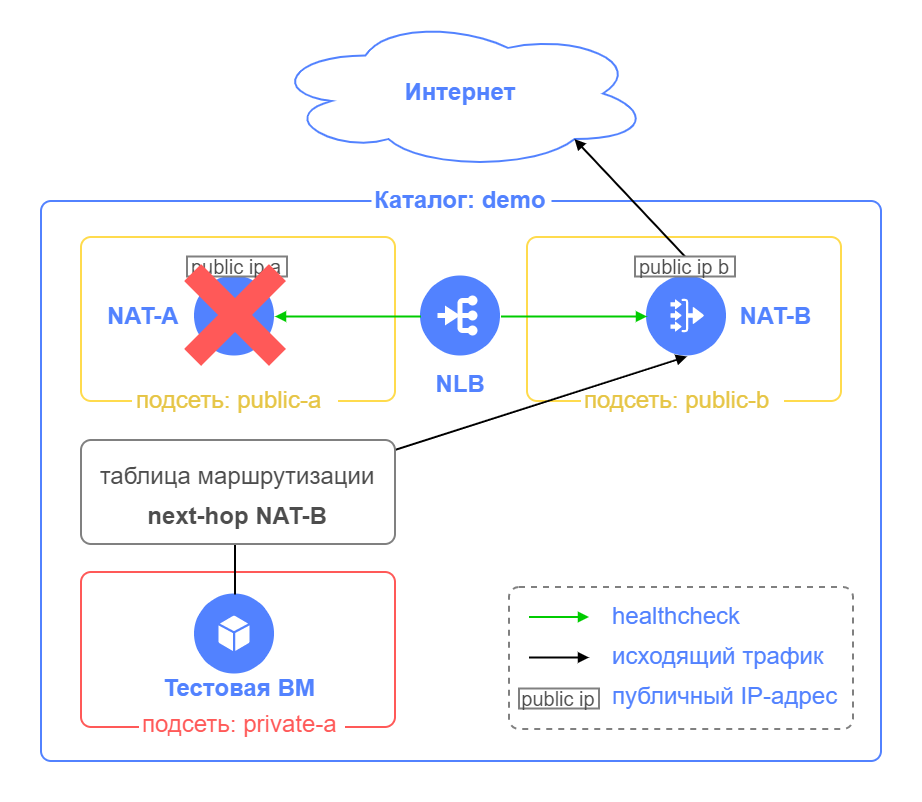 Интернет
Каталог: demo
public ip a
public ip b
NAT-A
NAT-B
NLB
подсеть: public-a
подсеть: public-b
таблица маршрутизации
next-hop NAT-B
Тестовая ВМ
подсеть: private-a
healthcheck
исходящий трафик
public ip
публичный IP-адрес